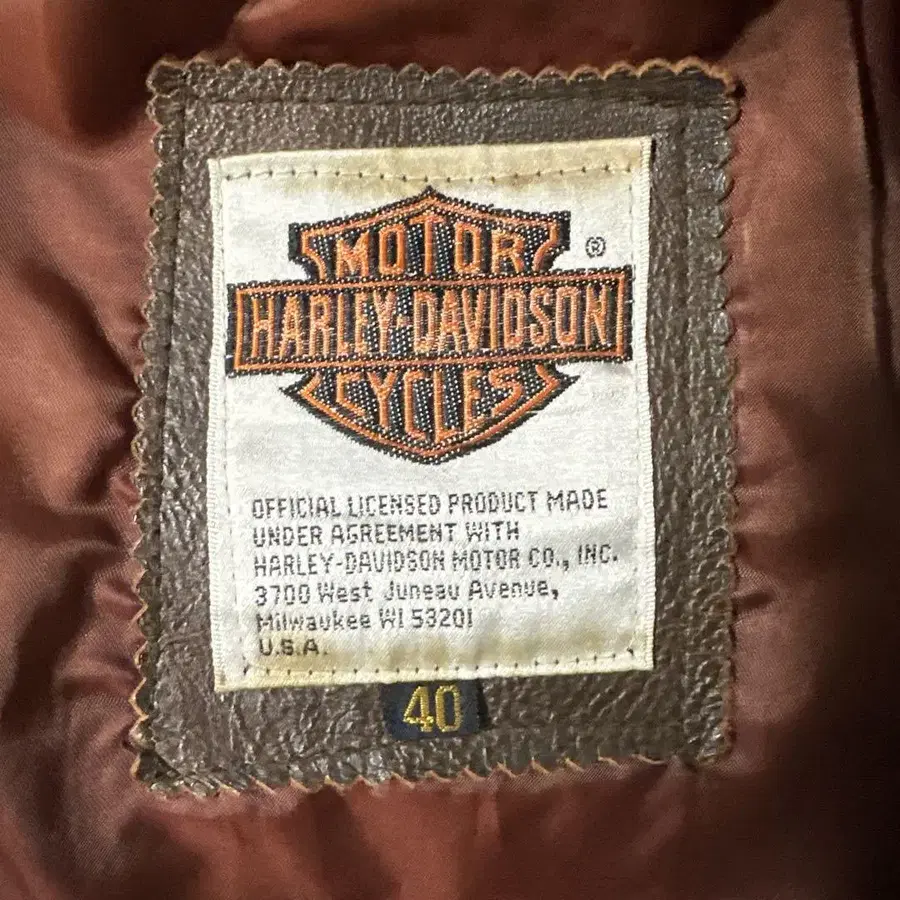 MOTOR
®
HARLEY-DAVIDSON
CYCLES
OFFICIAL LICENSED PRODUCT MADE
UNDER AGREEMENT WITH
HARLEY-DAVIDSON MOTOR CO., INC.
3700 West Juneau Avenue,
Milwaukee WI 53201
U.S.A.
40